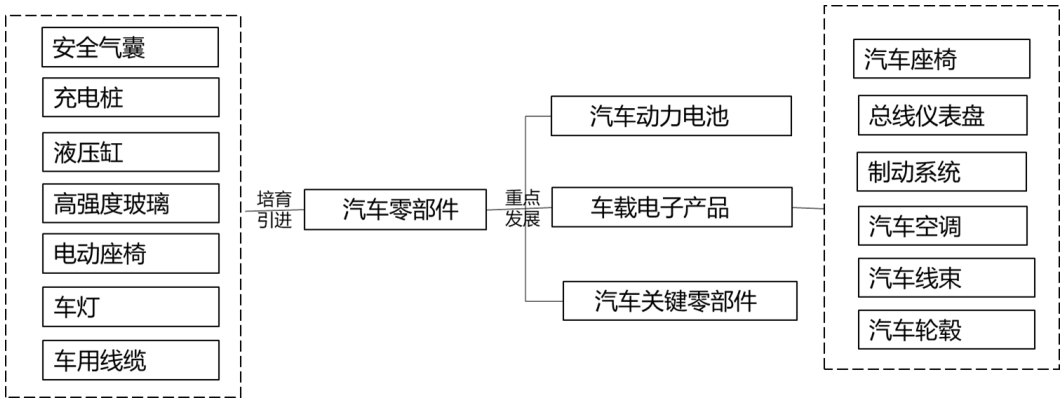 安全气囊
充电桩
液压缸
高强度玻璃
电动座椅
车灯
车用线缆
培育
引进
汽车零部件
重点
发展
汽车动力电池
车载电子产品
汽车关键零部件
汽车座椅
总线仪表盘
制动系统
汽车空调
汽车线束
汽车轮毂